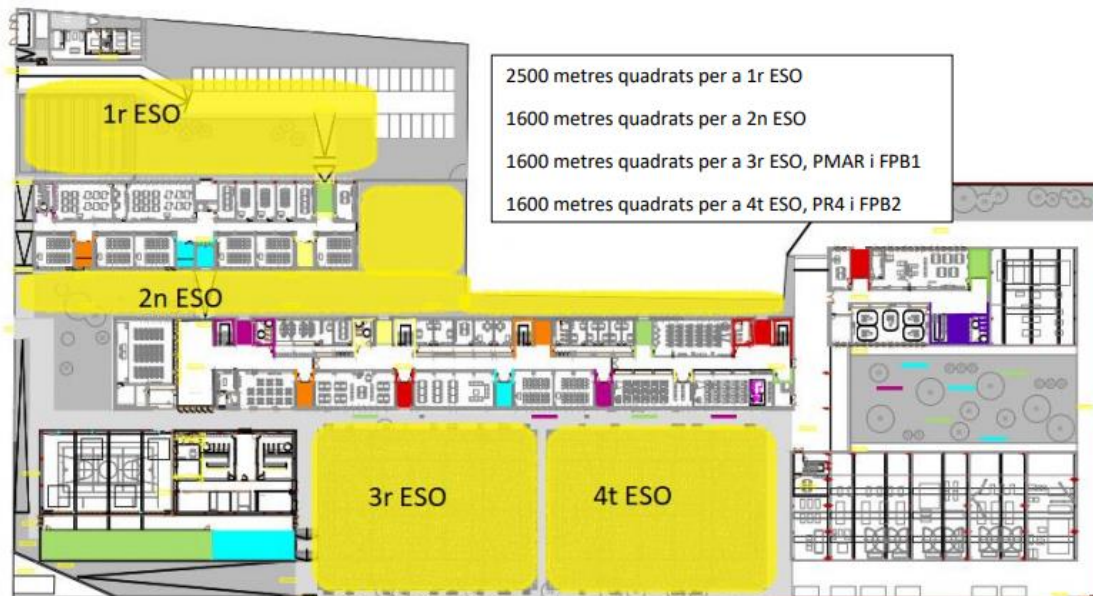 2500 metres quadrats per a 1r ESO
1600 metres quadrats per a 2n ESO
1600 metres quadrats per a 3r ESO, PMAR i FPB1
1600 metres quadrats per a 4t ESO, PR4 i FPB2
1r ESO
2n ESO
3r ESO
4t ESO